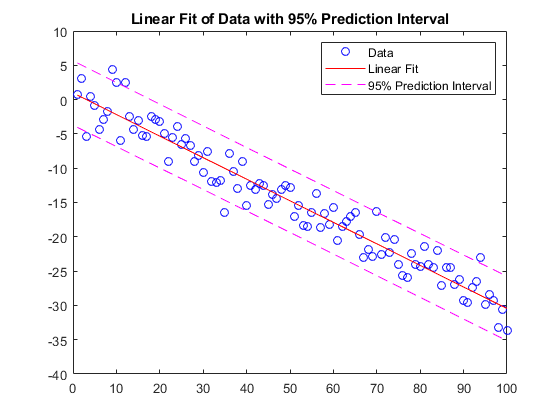 Linear Fit of Data with 95% Prediction Interval
10
5
0
-5
-10
-15
-20
-25
-30
-35
-40
Data
Linear Fit
95% Prediction Interval
0 10 20 30 40 50 60 70 80 90 100